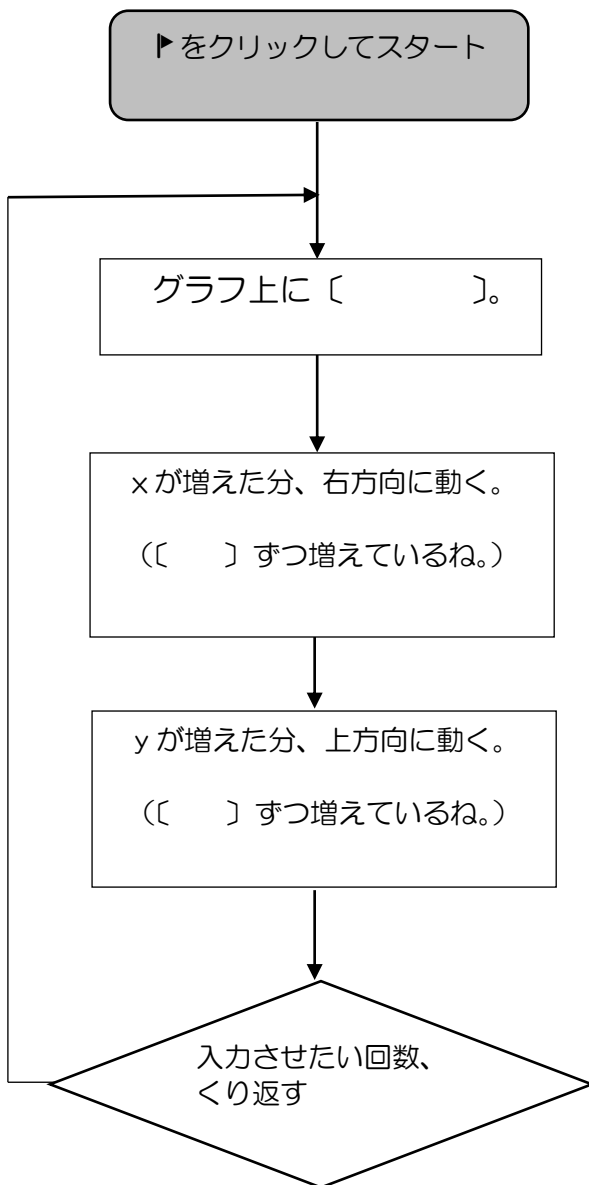 をクリックしてスタート
グラフ上に〔　　　　〕。
xが増えた分、右方向に動く。
（〔　　〕ずつ増えているね。）
yが増えた分、上方向に動く。
（〔　　〕ずつ増えているね。）
入力させたい回数、
くり返す